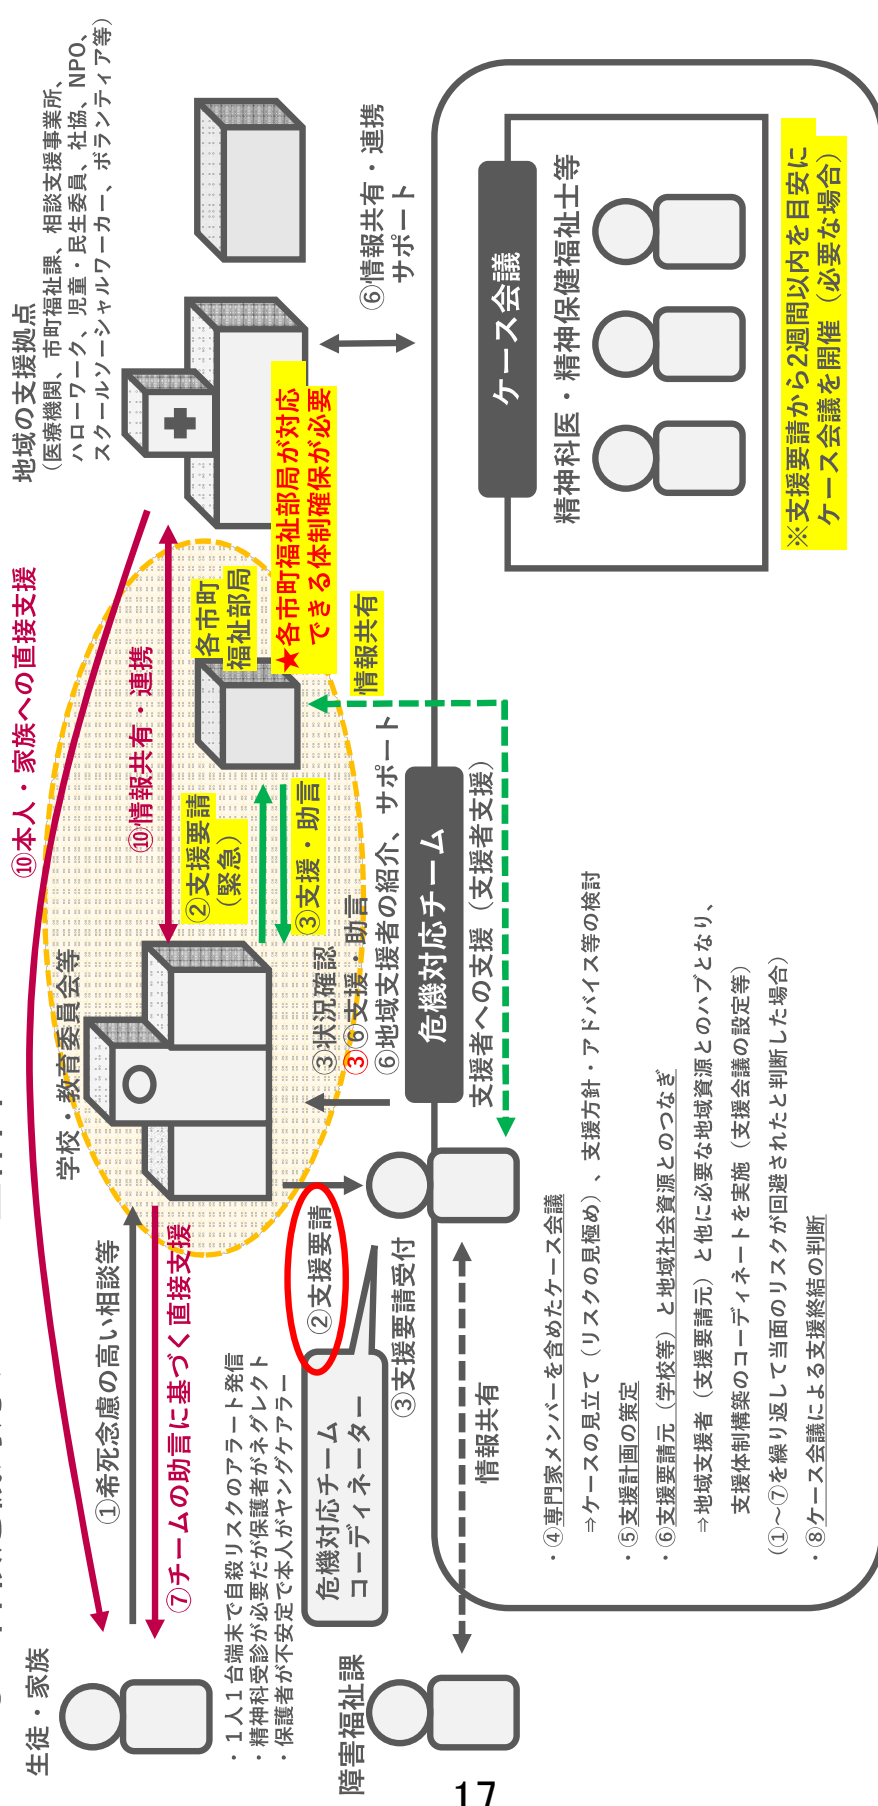 生徒・家族
①希死念慮の高い相談等
⑦チームの助言に基づく直接支援
・１人１台端末で自殺リスクのアラート発信
・精神科受診が必要だが保護者がネグレクト
・保護者が不安定で本人がヤングケアラー
学校・教育委員会等
⑩本人・家族への直接支援
⑩情報共有・連携
②支援要請
（緊急）
③支援・助言
各市町
福祉部局
★各市町福祉部局が対応
できる体制確保が必要
情報共有
地域の支援拠点
（医療機関、市町福祉課、相談支援事業所、
ハローワーク、児童・民生委員、社協、NPO、
スクールソーシャルワーカー、ボランティア等）
⑥情報共有・連携
サポート
②支援要請
③状況確認
③⑥支援・助言
⑥地域支援者の紹介、サポート
危機対応チーム
コーディネーター
③支援要請受付
障害福祉課
情報共有
危機対応チーム
支援者への支援（支援者支援）
・④専門家メンバーを含めたケース会議
⇒ケースの見立て（リスクの見極め）、支援方針・アドバイス等の検討
・⑤支援計画の策定
・⑥支援要請元（学校等）と地域社会資源とのつなぎ
⇒地域支援者（支援要請元）と他に必要な地域資源とのハブとなり、
支援体制構築のコーディネートを実施（支援会議の設定等）
（①～⑦を繰り返して当面のリスクが回避されたと判断した場合）
・⑧ケース会議による支援終結の判断
ケース会議
精神科医・精神保健福祉士等
※支援要請から2週間以内を目安に
ケース会議を開催（必要な場合）
17